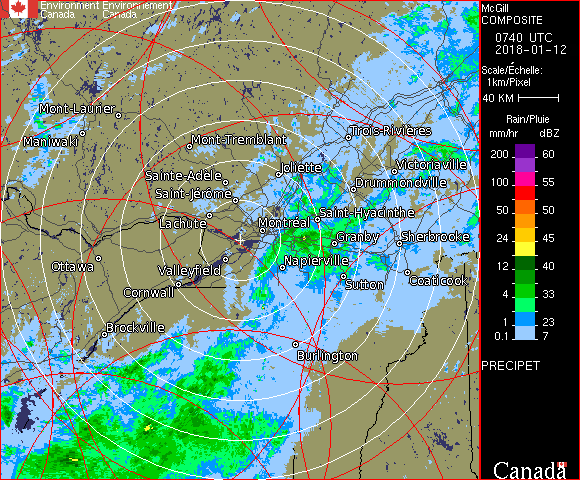 Environment Environnement
Canada Canada
McGill
COMPOSITE
0740 UTC
2018-01-12
Scale/Échelle:
1km/Pixel
40 KM
Rain/Pluie
mm/hr dBZ
200 60
150 57
100 55
50 50
24 45
12 40
4 33
1 23
0.1 7
PRECIPET
Canada
Mont-Laurier
Maniwaki
Mont-Tremblant
Trois-Rivières
Joliette
Victoriaville
Sainte-Adèle
Drummondville
Saint-Jérôme
Lachute
Saint-Hyacinthe
Montréal
Granby
Sherbrooke
Ottawa
Valleyfield
Napierville
Coaticook
Sutton
Cornwall
Brockville
Burlington